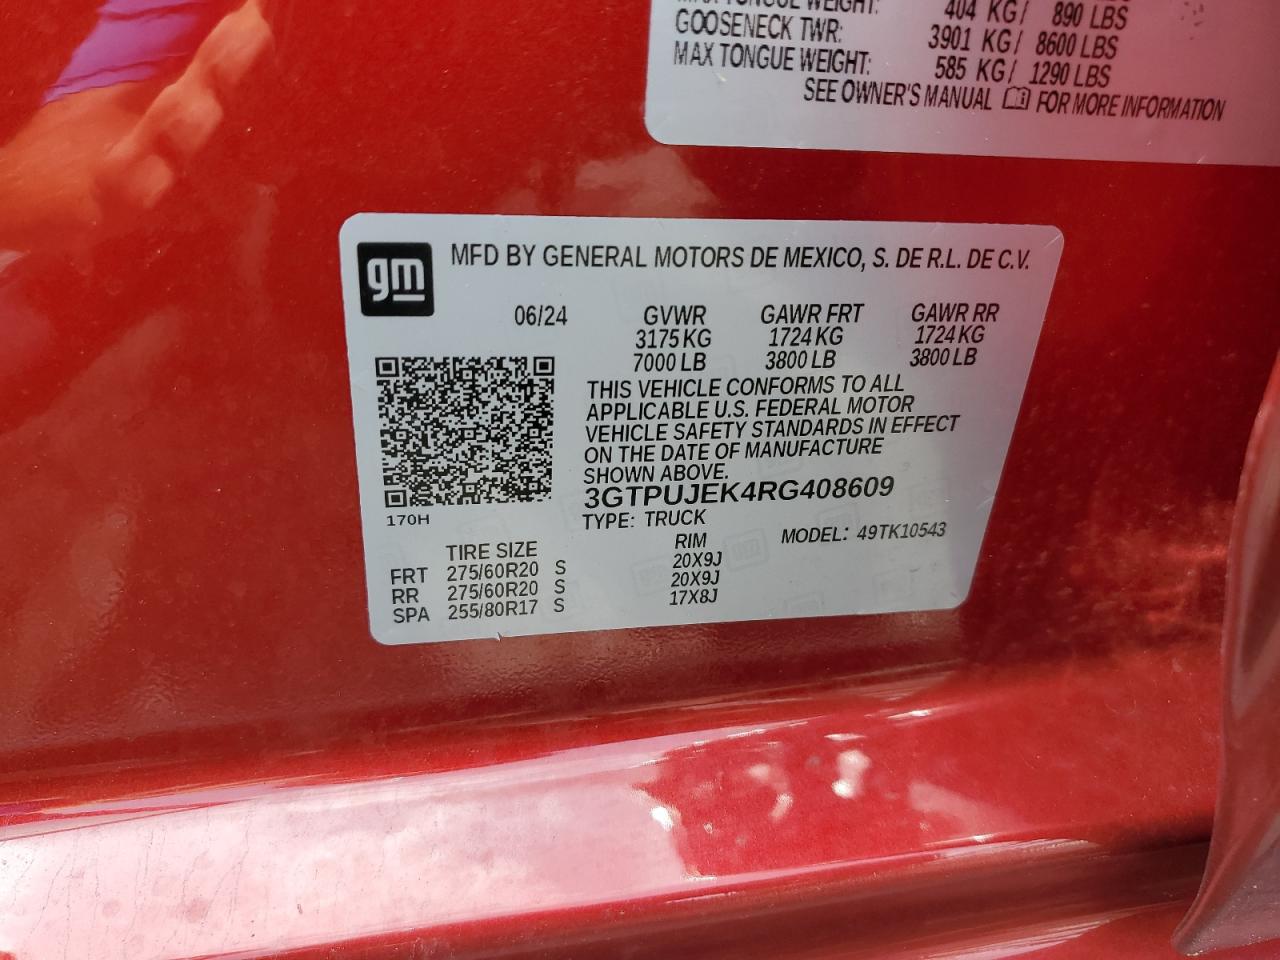 MAX TONGUE WEIGHT: 404 KG/ 890 LBS
GOOSENECK TWR: 3901 KG/ 8600 LBS
MAX TONGUE WEIGHT: 585 KG/ 1290 LBS
SEE OWNER'S MANUAL FOR MORE INFORMATION
gm
MFD BY GENERAL MOTORS DE MEXICO, S. DE R.L. DE C.V.
06/24 GVWR GAWR FRT GAWR RR
3175 KG 1724 KG 1724 KG
7000 LB 3800 LB 3800 LB
THIS VEHICLE CONFORMS TO ALL
APPLICABLE U.S. FEDERAL MOTOR
VEHICLE SAFETY STANDARDS IN EFFECT
ON THE DATE OF MANUFACTURE
SHOWN ABOVE.
3GTPUJEK4RG408609
170H
TYPE: TRUCK MODEL: 49TK10543
TIRE SIZE RIM
FRT 275/60R20 S 20X9J
RR 275/60R20 S 20X9J
SPA 255/80R17 S 17X8J